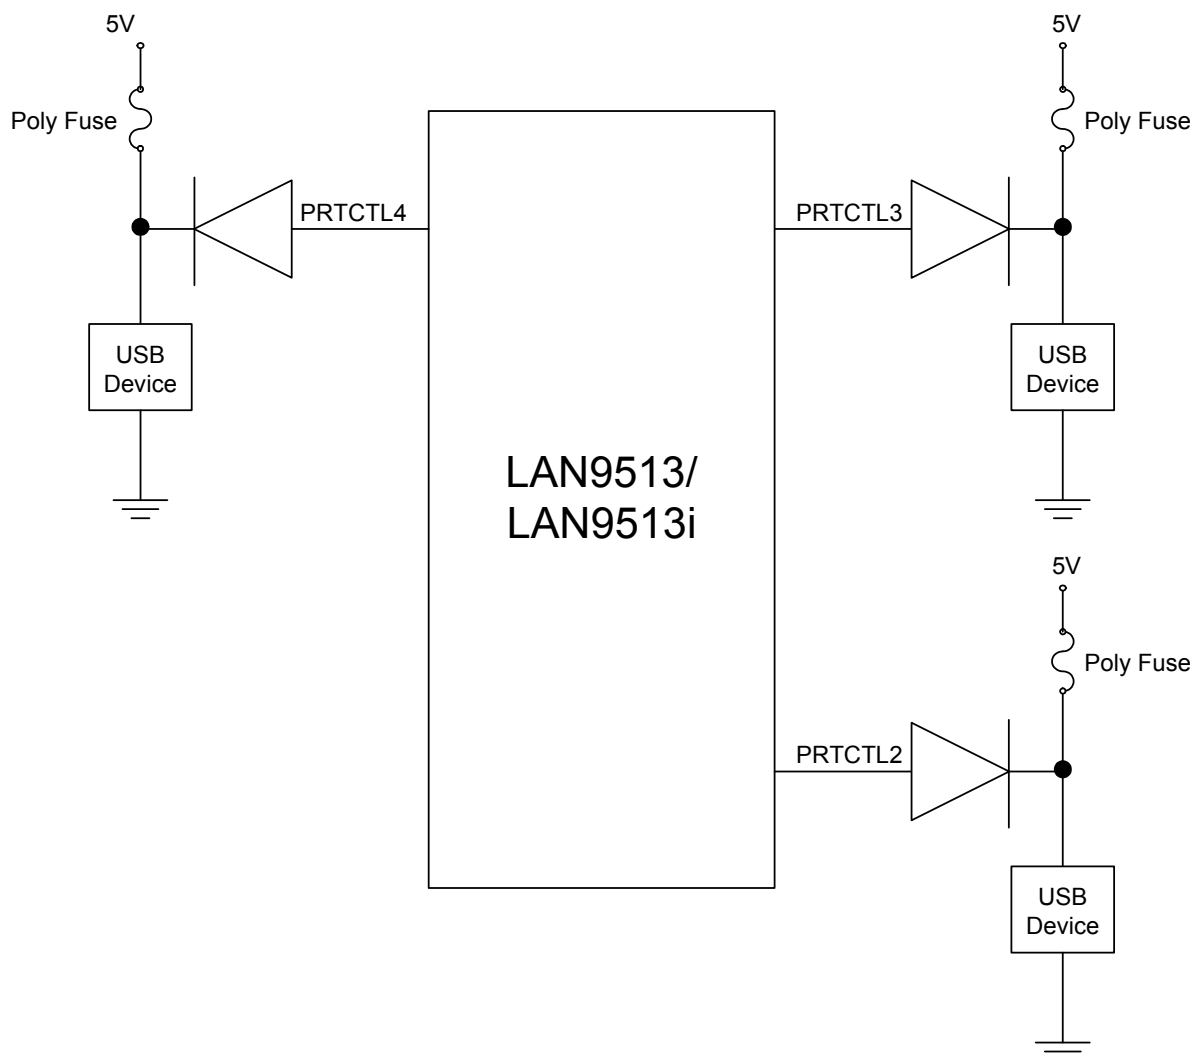 5V
5V
Poly Fuse
Poly Fuse
PRTCTL4
PRTCTL3
USB
Device
USB
Device
LAN9513/
LAN9513i
5V
Poly Fuse
PRTCTL2
USB
Device